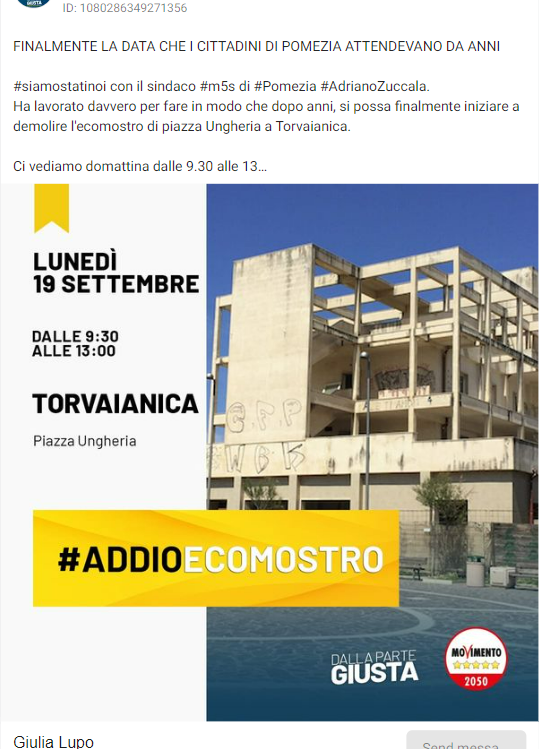 GIUSTA
ID: 1080286349271356
FINALMENTE LA DATA CHE I CITTADINI DI POMEZIA ATTENDEVANO DA ANNI
#siamostatinoi con il sindaco #m5s di #Pomezia #AdrianoZuccala.
Ha lavorato davvero per fare in modo che dopo anni, si possa finalmente iniziare a
demolire l'ecomostro di piazza Ungheria a Torvaianica.
Ci vediamo domattina dalle 9.30 alle 13...
LUNEDÌ
19 SETTEMBRE
DALLE 9:30
ALLE 13:00
TORVAIANICA
Piazza Ungheria
#ADDIOECOMOSTRO
DALLA PARTE
GIUSTA
MOVIMENTO
2050
Giulia Lupo
Send messa...